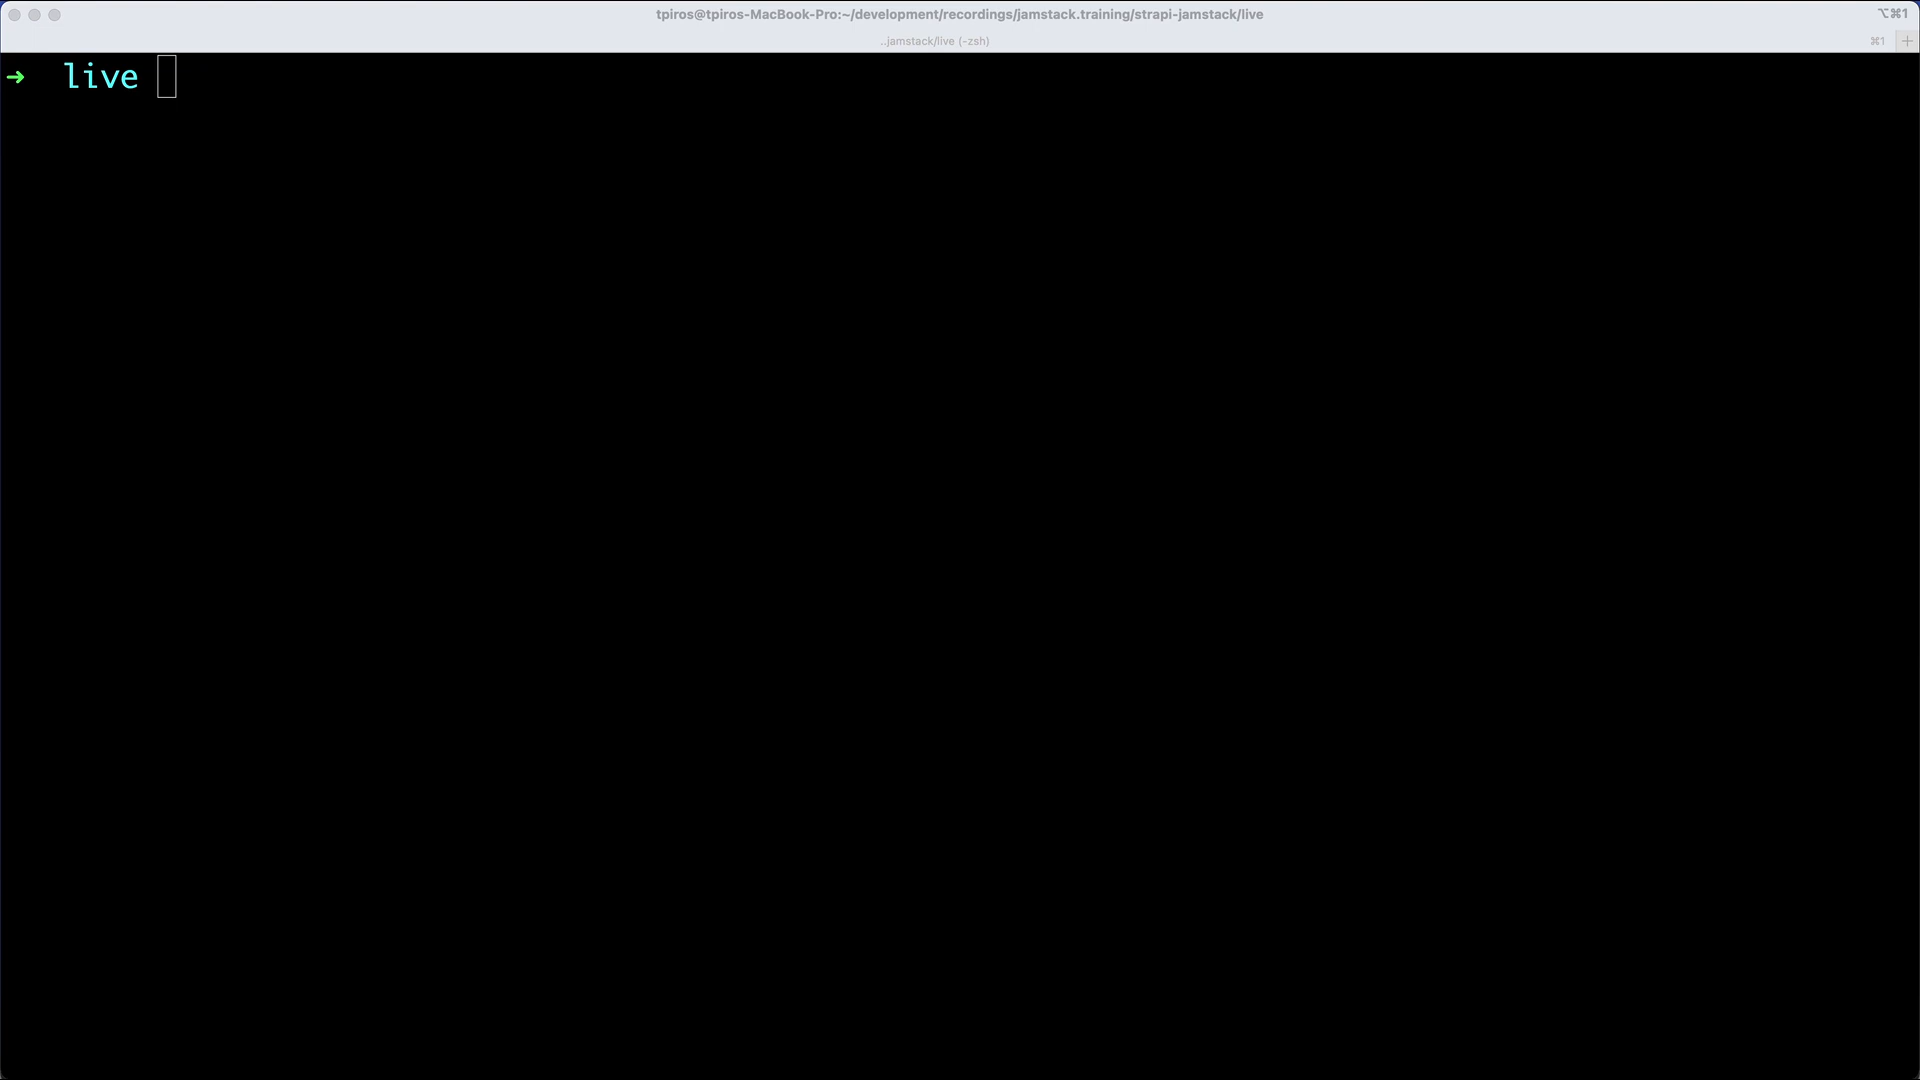 tpiros@tpiros-MacBook-Pro:~/development/recordings/jamstack.training/strapi-jamstack/live
⌥⌘1
..jamstack/live (-zsh)
⌘1
+
➜ live